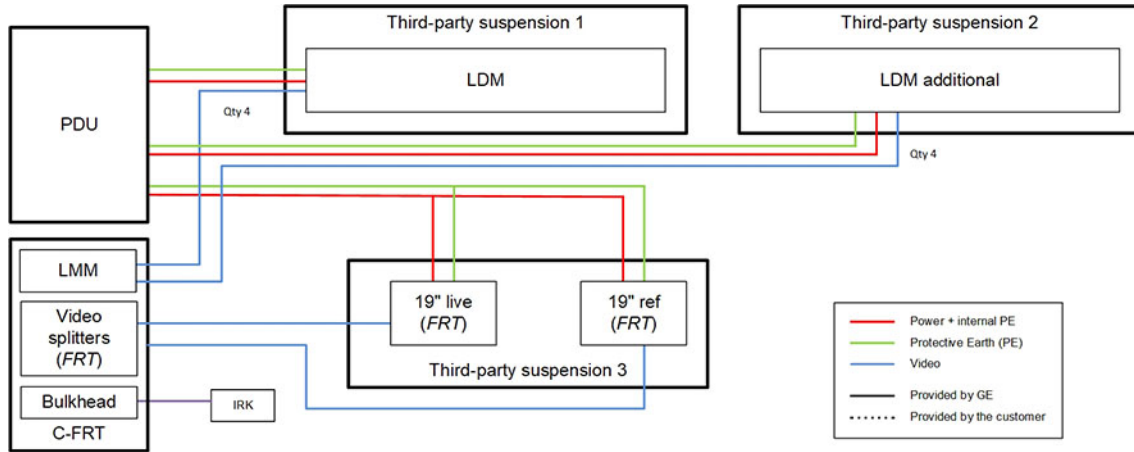 Third-party suspension 1
Third-party suspension 2
LDM
LDM additional
PDU
Qty 4
Qty 4
LMM
Video
splitters
(FRT)
Bulkhead
C-FRT
IRK
19" live
(FRT)
19" ref
(FRT)
Third-party suspension 3
Power + internal PE
Protective Earth (PE)
Video
Provided by GE
Provided by the customer